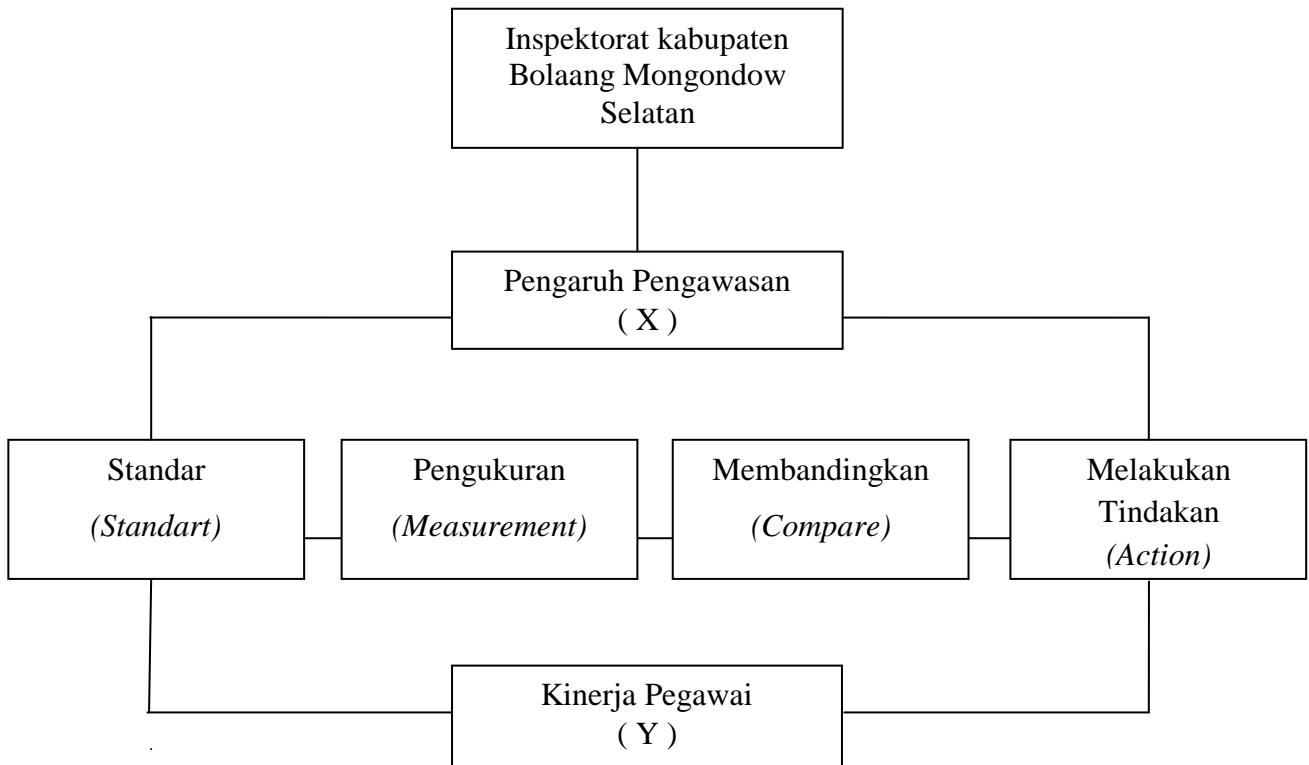 Inspektorat kabupaten
Bolaang Mongondow
Selatan
Pengaruh Pengawasan
( X )
Standar
(Standart)
Pengukuran
(Measurement)
Membandingkan
(Compare)
Melakukan
Tindakan
(Action)
Kinerja Pegawai
( Y )